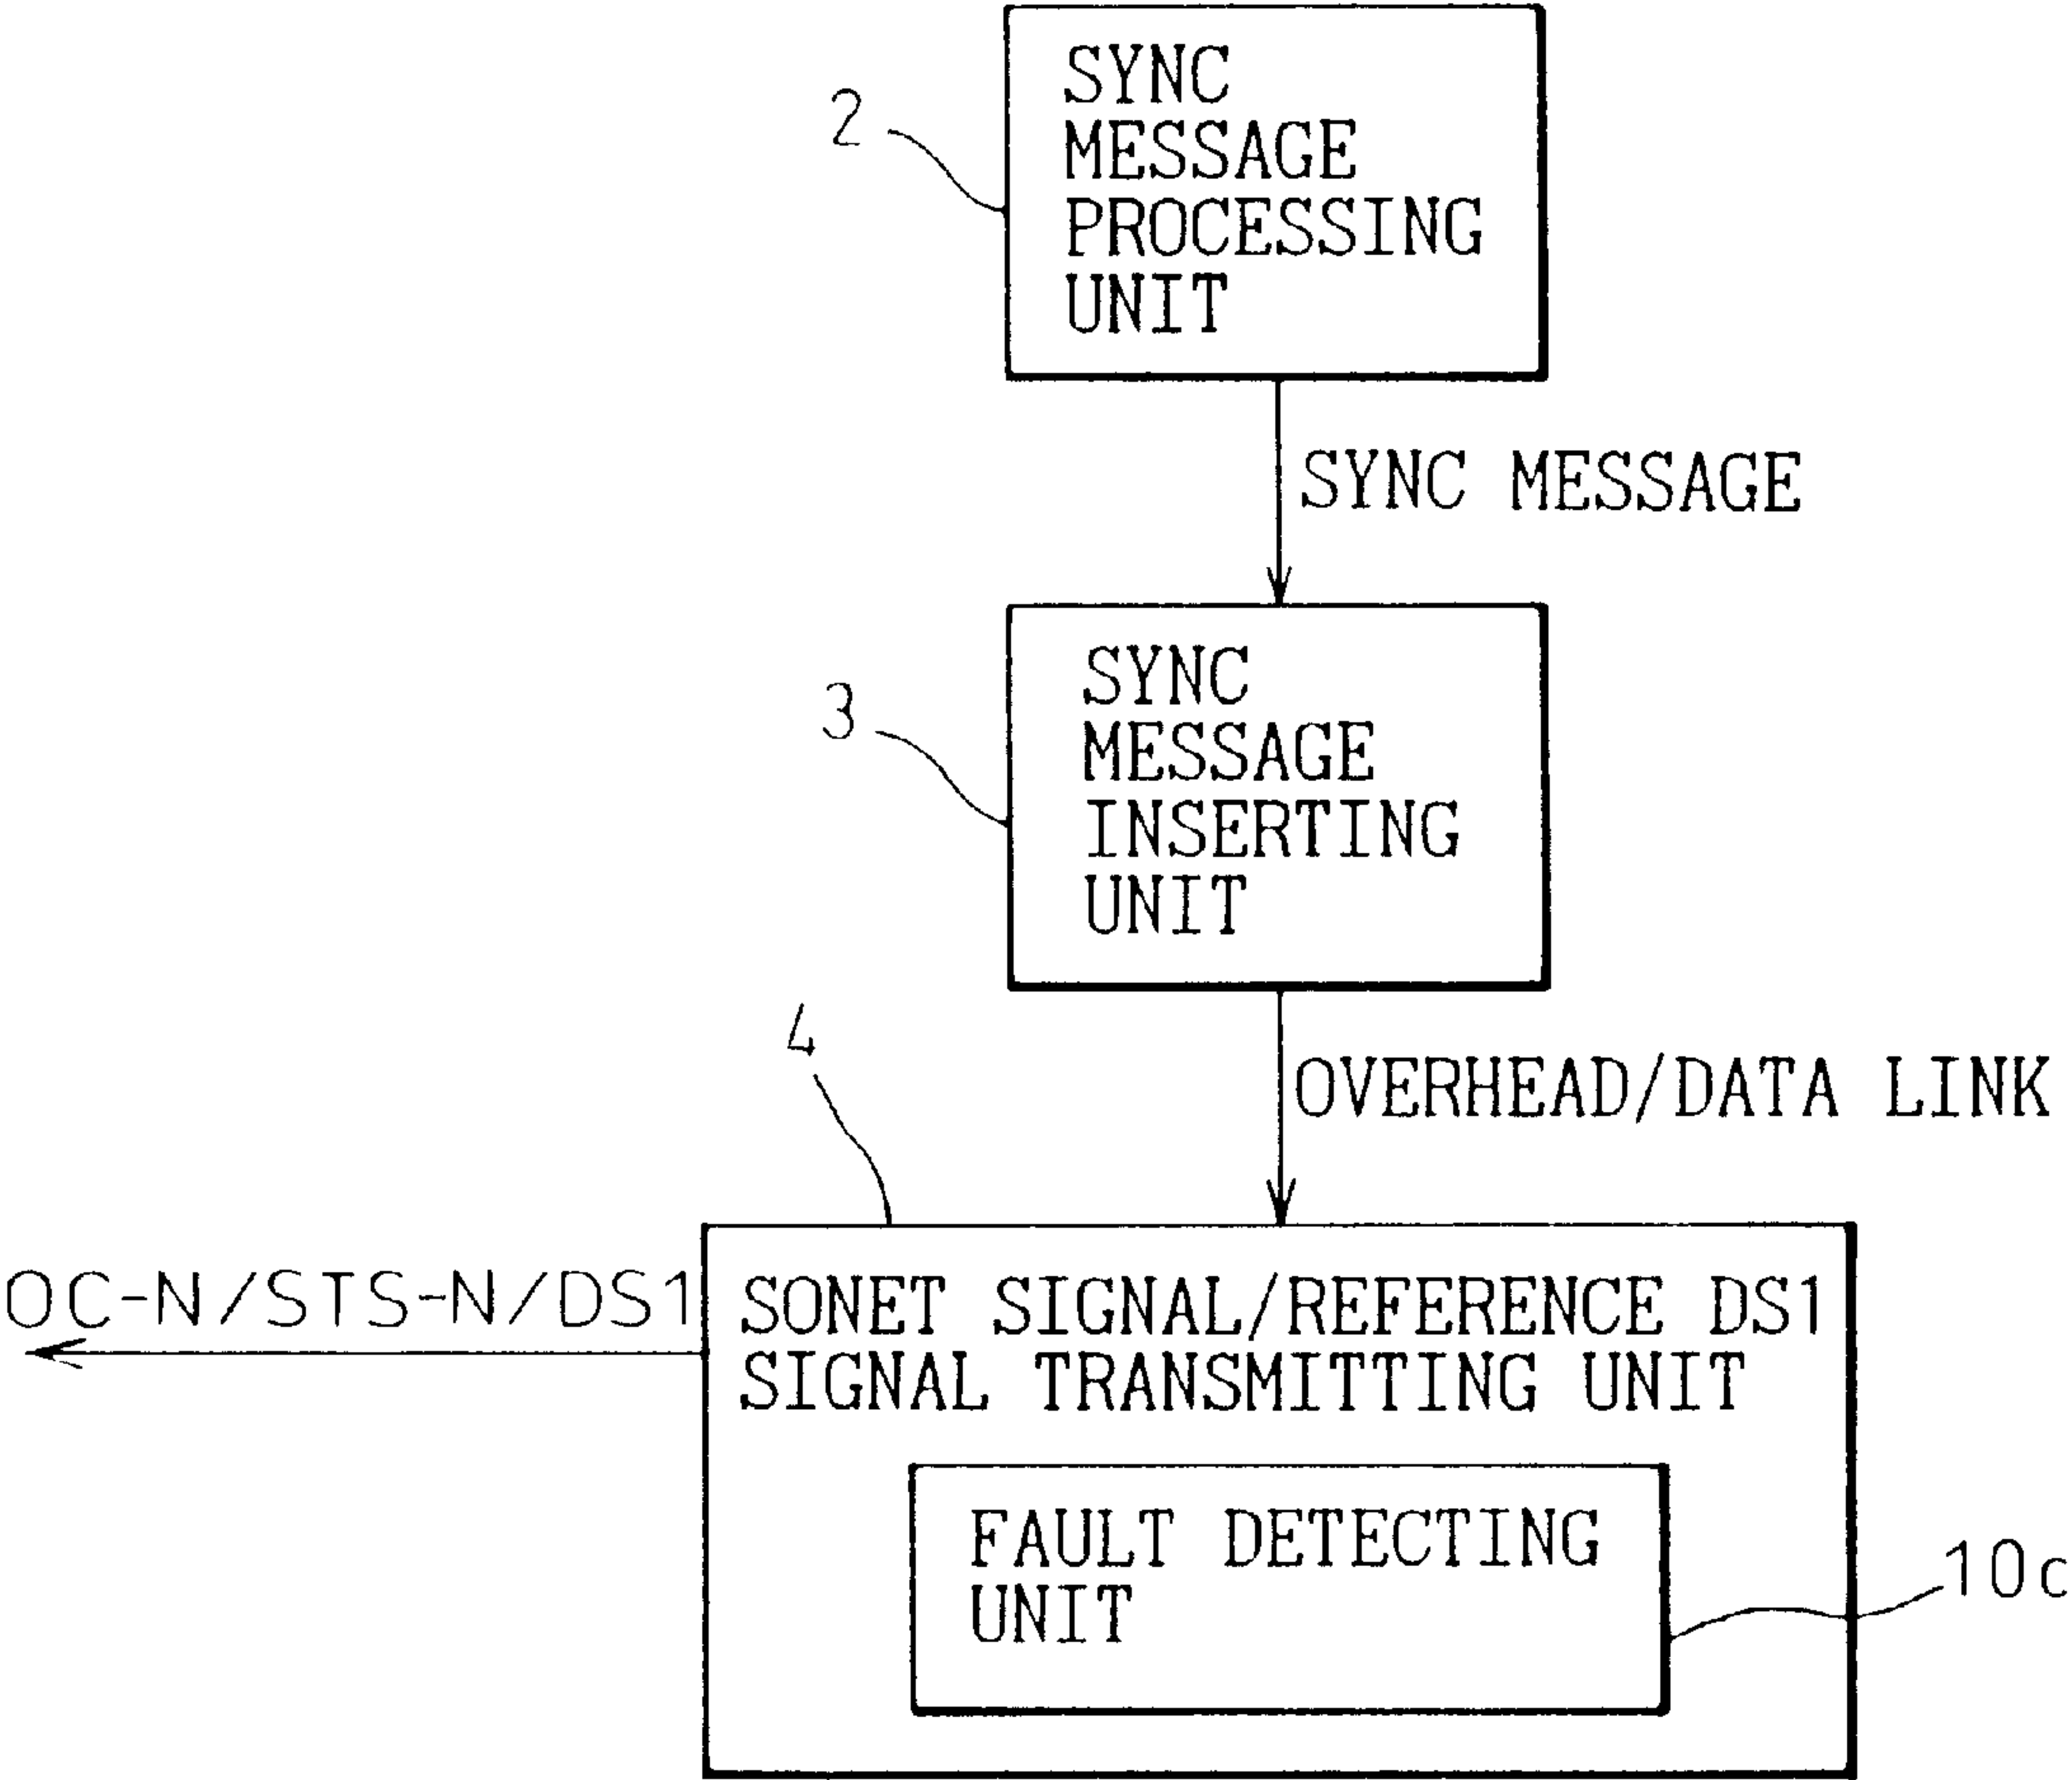 2
SYNC
MESSAGE
PROCESSING
UNIT
SYNC MESSAGE
3
SYNC
MESSAGE
INSERTING
UNIT
4
OVERHEAD/DATA LINK
OC-N/STS-N/DS1
SONET SIGNAL/REFERENCE DS1
SIGNAL TRANSMITTING UNIT
FAULT DETECTING
UNIT
10c